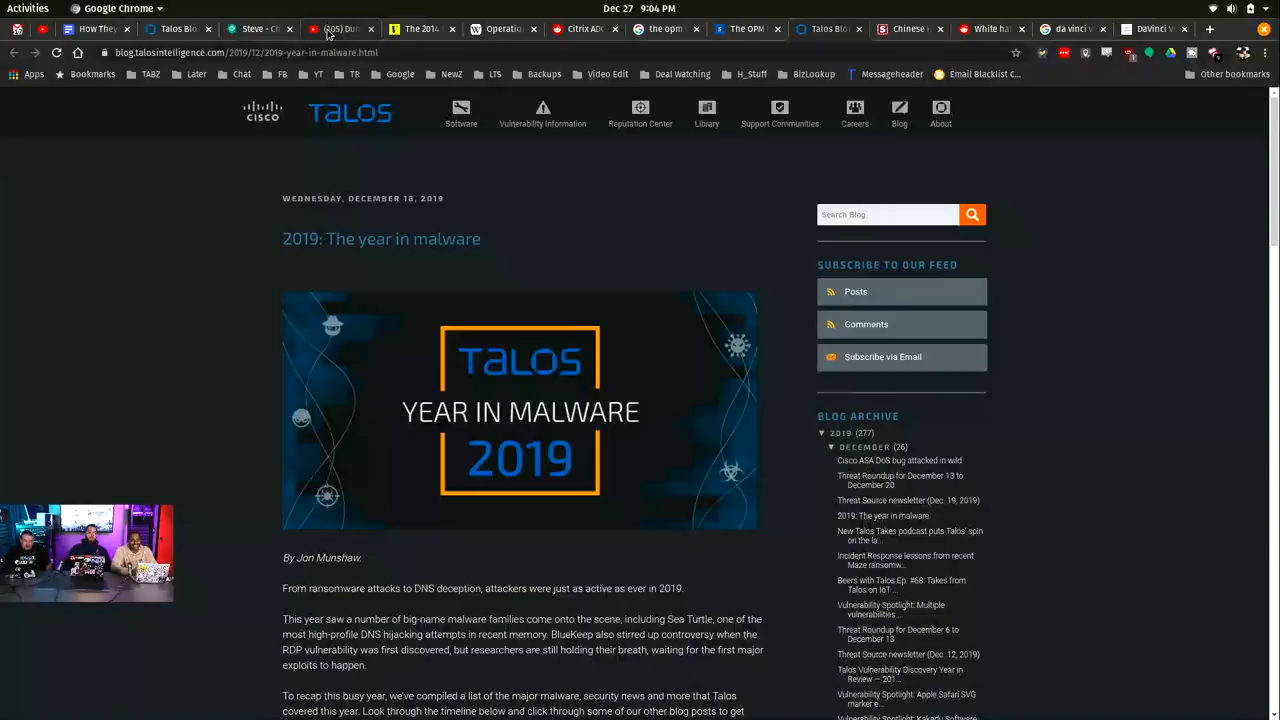 Activities
Google Chrome
Dec 27 9:04 PM
How They
Talos Blo
Steve - Ch
(105) Dun
The 2014
Operation
Citrix ADC
the opm
The OPM
Talos Blo
Chinese H
White ha
da vinci v
DaVinci V
blog.talosintelligence.com/2019/12/2019-year-in-malware.html
Apps
Bookmarks
TABZ
Later
Chat
FB
YT
TR
Google
NewZ
LTS
Backups
Video Edit
Deal Watching
H_Stuff
BizLookup
Messageheader
Email Blacklist C...
Other bookmarks
CISCO
TALOS
Software
Vulnerability Information
Reputation Center
Library
Support Communities
Careers
Blog
About
WEDNESDAY, DECEMBER 18, 2019
2019: The year in malware
TALOS
YEAR IN MALWARE
2019
By Jon Munshaw.
From ransomware attacks to DNS deception, attackers were just as active as ever in 2019.
This year saw a number of big-name malware families come onto the scene, including Sea Turtle, one of the
most high-profile DNS hijacking attempts in recent memory. BlueKeep also stirred up controversy when the
RDP vulnerability was first discovered, but researchers are still holding their breath, waiting for the first major
exploits to happen.
To recap this busy year, we've compiled a list of the major malware, security news and more that Talos
covered this year. Look through the timeline below and click through some of our other blog posts to get
Search Blog
SUBSCRIBE TO OUR FEED
Posts
Comments
Subscribe via Email
BLOG ARCHIVE
▼ 2019 (277)
▼ DECEMBER (26)
Cisco ASA DoS bug attacked in wild
Threat Roundup for December 13 to
December 20
Threat Source newsletter (Dec. 19, 2019)
2019: The year in malware
New Talos Takes podcast puts Talos' spin
on the la...
Incident Response lessons from recent
Maze ransomw...
Beers with Talos Ep. #68: Takes from
Talos on IoT ...
Vulnerability Spotlight: Multiple
vulnerabilities...
Threat Roundup for December 6 to
December 13
Threat Source newsletter (Dec. 12, 2019)
Talos Vulnerability Discovery Year in
Review — 201...
Vulnerability Spotlight: Apple Safari SVG
marker e...
Vulnerability Spotlight: Kakadu Software